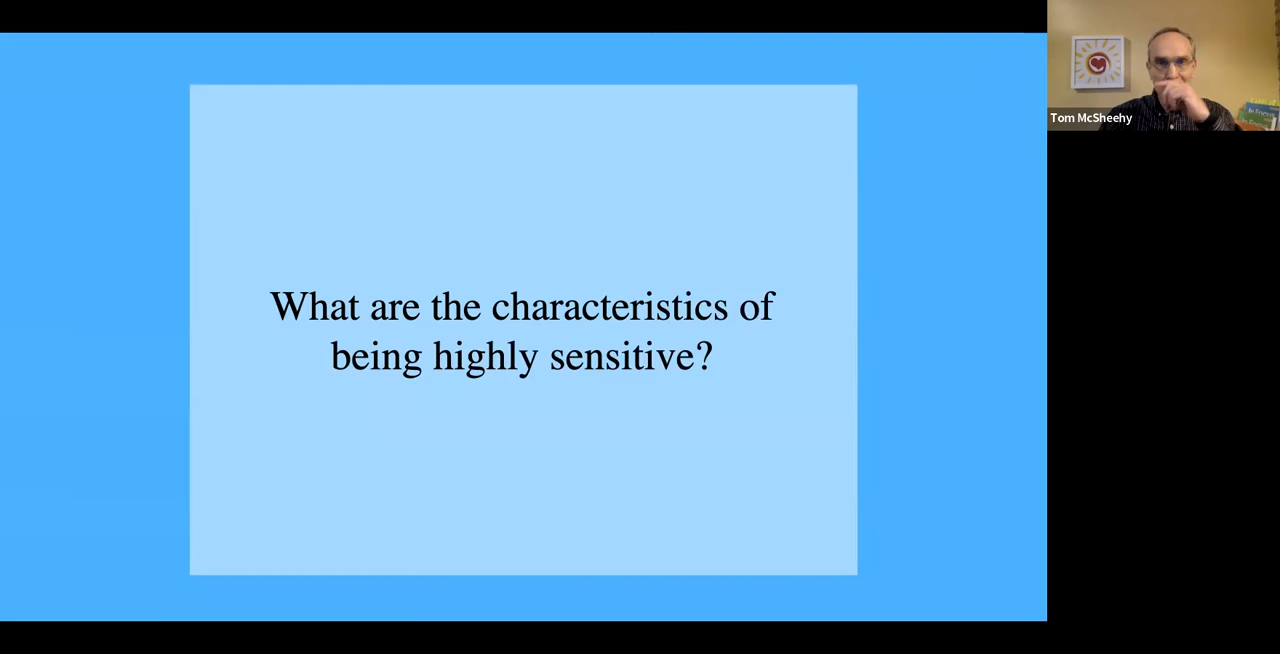 What are the characteristics of
being highly sensitive?
Tom McSheehy